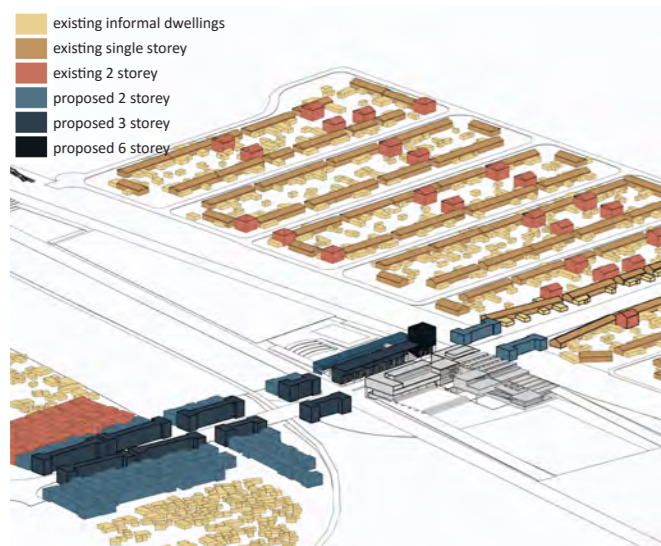 existing informal dwellings
existing single storey
existing 2 storey
proposed 2 storey
proposed 3 storey
proposed 6 storey